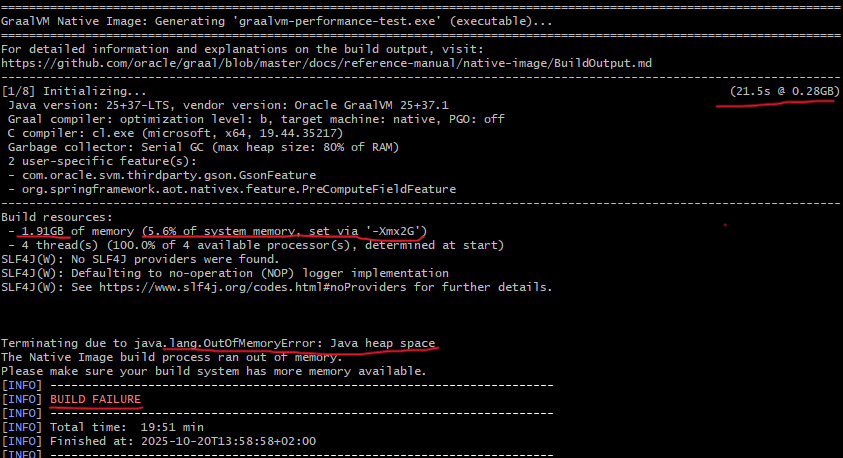 ================================================================================
GraalVM Native Image: Generating 'graalvm-performance-test.exe' (executable)...
================================================================================
For detailed information and explanations on the build output, visit:
https://github.com/oracle/graal/blob/master/docs/reference-manual/native-image/BuildOutput.md
--------------------------------------------------------------------------------
[1/8] Initializing... (21.5s @ 0.28GB)
Java version: 25+37-LTS, vendor version: Oracle GraalVM 25+37.1
Graal compiler: optimization level: b, target machine: native, PGO: off
C compiler: cl.exe (microsoft, x64, 19.44.35217)
Garbage collector: Serial GC (max heap size: 80% of RAM)
2 user-specific feature(s):
- com.oracle.svm.thirdparty.gson.GsonFeature
- org.springframework.aot.nativex.feature.PreComputeFieldFeature
--------------------------------------------------------------------------------
Build resources:
- 1.91GB of memory (5.6% of system memory, set via '-Xmx2G')
- 4 thread(s) (100.0% of 4 available processor(s), determined at start)
SLF4J(W): No SLF4J providers were found.
SLF4J(W): Defaulting to no-operation (NOP) logger implementation
SLF4J(W): See https://www.slf4j.org/codes.html#noProviders for further details.
Terminating due to java.lang.OutOfMemoryError: Java heap space
The Native Image build process ran out of memory.
Please make sure your build system has more memory available.
[INFO] ------------------------------------------------------------------------
[INFO] BUILD FAILURE
[INFO] ------------------------------------------------------------------------
[INFO] Total time:  19:51 min
[INFO] Finished at: 2025-10-20T13:58:58+02:00
[INFO] ------------------------------------------------------------------------